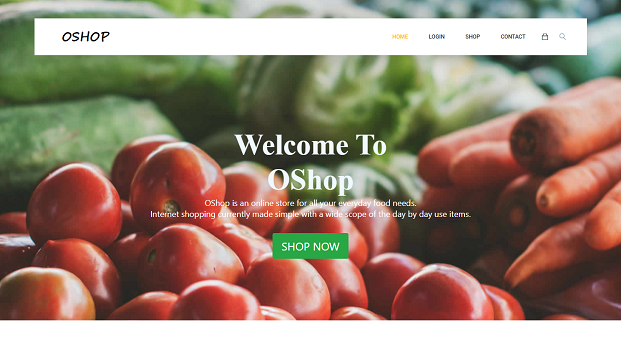 OSHOP
HOME LOGIN SHOP CONTACT
Welcome To
OShop
OShop is an online store for all your everyday food needs.
Internet shopping currently made simple with a wide scope of the day by day use items.
SHOP NOW